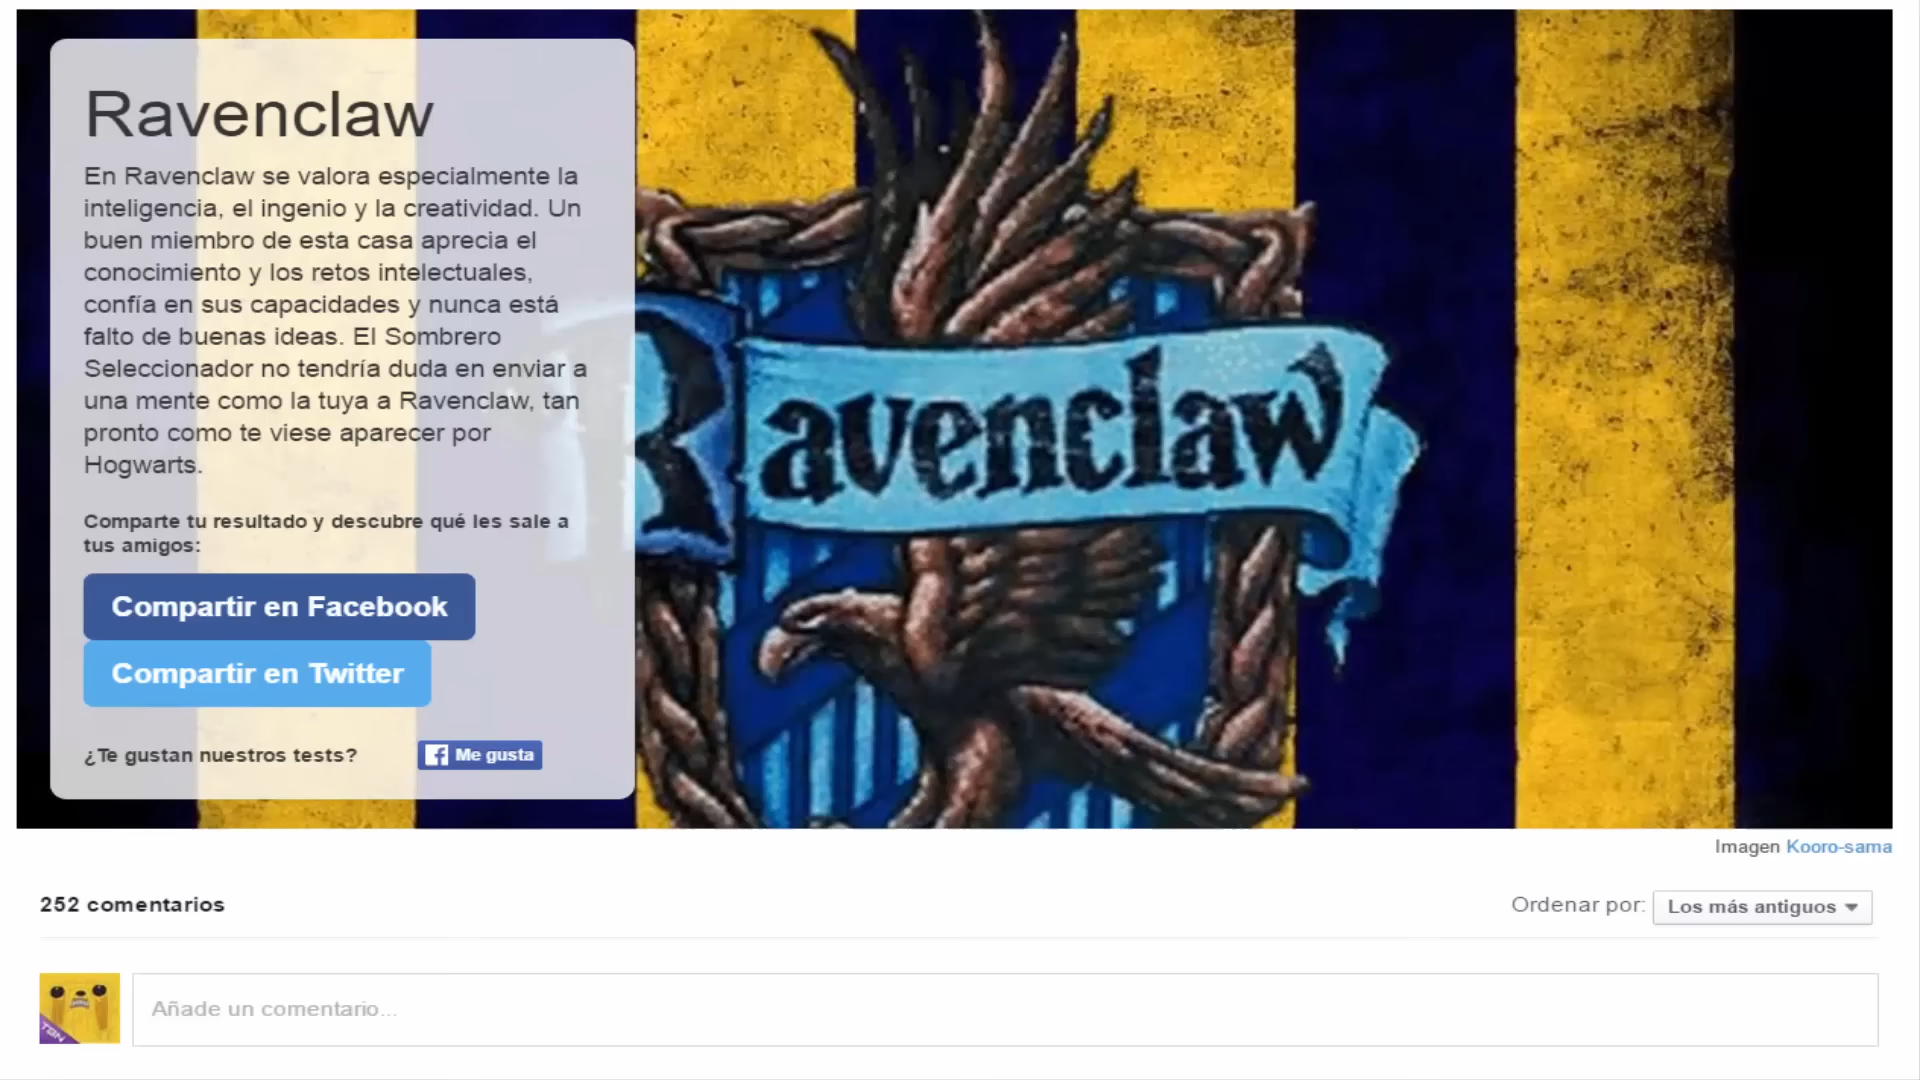 Ravenclaw
En Ravenclaw se valora especialmente la
inteligencia, el ingenio y la creatividad. Un
buen miembro de esta casa aprecia el
conocimiento y los retos intelectuales,
confía en sus capacidades y nunca está
falto de buenas ideas. El Sombrero
Seleccionador no tendría duda en enviar a
una mente como la tuya a Ravenclaw, tan
pronto como te viese aparecer por
Hogwarts.
Comparte tu resultado y descubre qué les sale a
tus amigos:
Compartir en Facebook
Compartir en Twitter
¿Te gustan nuestros tests?
Me gusta
Ravenclaw
Imagen Kooro-sama
252 comentarios
Ordenar por: Los más antiguos
TBN
Añade un comentario...